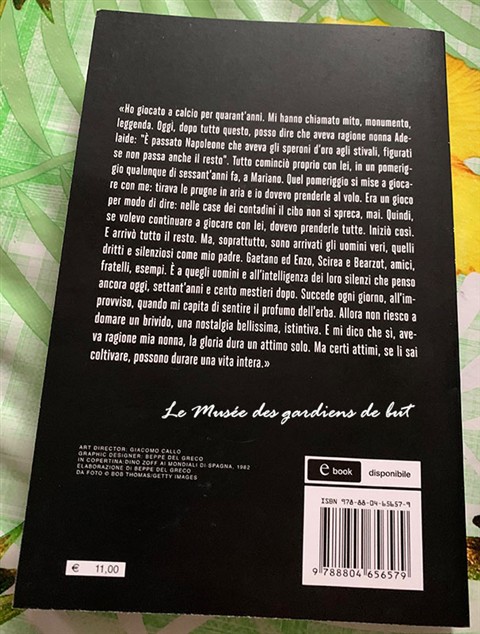 «Ho giocato a calcio per quarant'anni. Mi hanno chiamato mito, monumento,
leggenda. Oggi, dopo tutto questo, posso dire che aveva ragione nonna Ade-
laide: "È passato Napoleone che aveva gli speroni d'oro agli stivali, figurati
se non passa anche il resto". Tutto cominciò proprio con lei, in un pomerig-
gio qualunque di sessant'anni fa, a Mariano. Quel pomeriggio si mise a gioca-
re con me: tirava le prugne in aria e io dovevo prenderle al volo. Era un gioco
per modo di dire: nelle case dei contadini il cibo non si spreca, mai. Quindi,
se volevo continuare a giocare con lei, dovevo prenderle tutte. Iniziò così.
E arrivò tutto il resto. Ma, soprattutto, sono arrivati gli uomini veri, quelli
dritti e silenziosi come mio padre. Gaetano ed Enzo, Scirea e Bearzot, amici,
fratelli, esempi. È a quegli uomini e all'intelligenza dei loro silenzi che penso
ancora oggi, settant'anni e cento mestieri dopo. Succede ogni giorno, all'im-
provviso, quando mi capita di sentire il profumo dell'erba. Allora non riesco a
domare un brivido, una nostalgia bellissima, istintiva. E mi dico che sì, ave-
va ragione mia nonna, la gloria dura un attimo solo. Ma certi attimi, se li sai
coltivare, possono durare una vita intera.»
Le Musée des gardiens de but
ART DIRECTOR: GIACOMO CALLO
GRAPHIC DESIGNER: BEPPE DEL GRECO
IN COPERTINA: DINO ZOFF AI MONDIALI DI SPAGNA, 1982
ELABORAZIONE DI BEPPE DEL GRECO
DA FOTO © BOB THOMAS/GETTY IMAGES
e book disponibile
ISBN 978-88-04-65657-9
9 788804 656579
€ 11,00